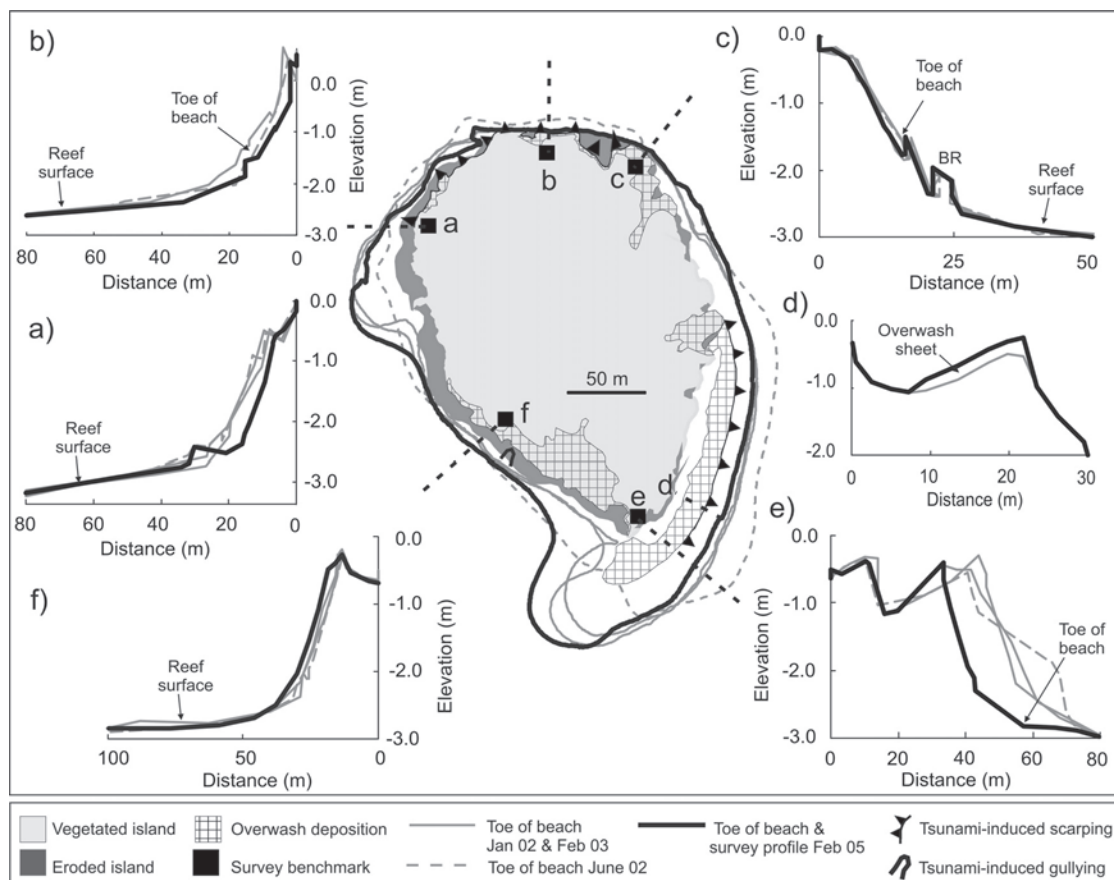 b)
0.0
-1.0
-2.0
-3.0
Elevation (m)
Toe of
beach
Reef
surface
80 60 40 20 0
Distance (m)
c)
0.0
-1.0
-2.0
-3.0
Elevation (m)
Toe of
beach
BR
Reef
surface
0 25 50
Distance (m)
a)
0.0
-1.0
-2.0
-3.0
Elevation (m)
Reef
surface
80 60 40 20 0
Distance (m)
b
c
a
50 m
f
d
e
d)
0.0
-1.0
-2.0
Overwash
sheet
0 10 20 30
Distance (m)
f)
0.0
-1.0
-2.0
-3.0
Elevation (m)
Reef
surface
100 50 0
Distance (m)
e)
0.0
-1.0
-2.0
-3.0
Elevation (m)
Toe of
beach
0 20 40 60 80
Distance (m)
Vegetated island
Eroded island
Overwash deposition
Survey benchmark
Toe of beach
Jan 02 & Feb 03
Toe of beach June 02
Toe of beach &
survey profile Feb 05
Tsunami-induced scarping
Tsunami-induced gullying